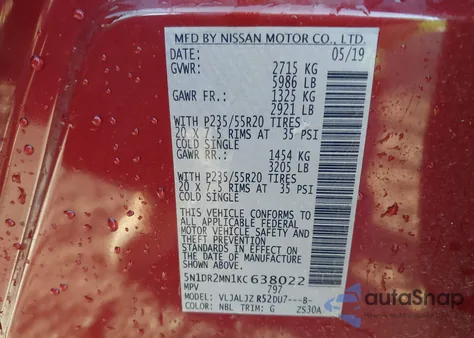 MFD BY NISSAN MOTOR CO., LTD.
DATE: 05/19
GVWR: 2715 KG
5986 LB
GAWR FR.: 1325 KG
2921 LB
WITH P235/55R20 TIRES
20 X 7.5 RIMS AT 35 PSI
COLD SINGLE
GAWR RR.: 1454 KG
3205 LB
WITH P235/55R20 TIRES
20 X 7.5 RIMS AT 35 PSI
COLD SINGLE
THIS VEHICLE CONFORMS TO
ALL APPLICABLE FEDERAL
MOTOR VEHICLE SAFETY AND
THEFT PREVENTION
STANDARDS IN EFFECT ON
THE DATE OF MANUFACTURE
SHOWN ABOVE
5N1DR2MN1KC638022
MPV 797
MODEL: VLJALJZ R52DU7---B-
COLOR: NBL TRIM: G ZS30A
autoSnap